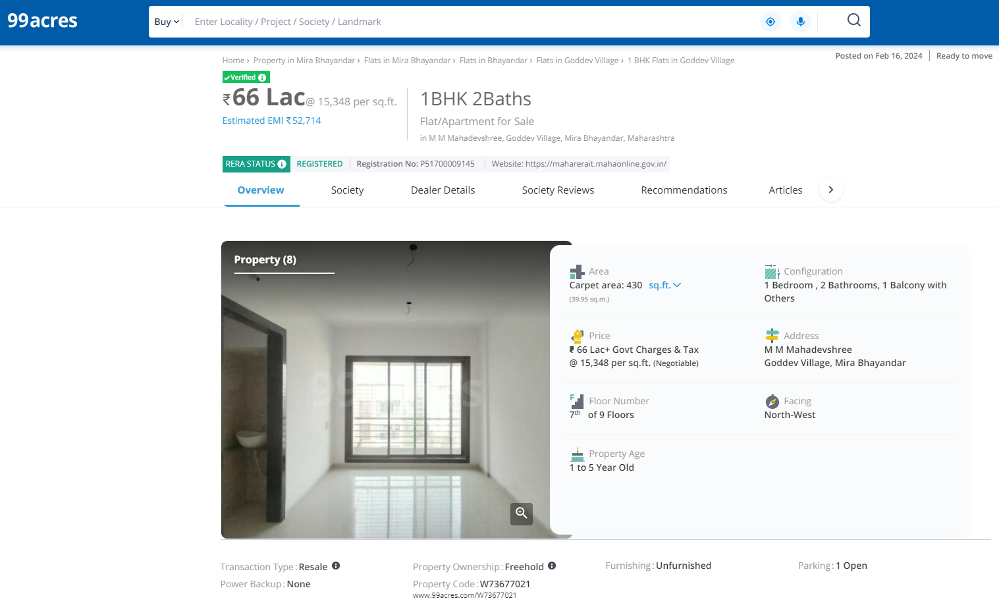 99acres
Buy
Enter Locality / Project / Society / Landmark
Home › Property in Mira Bhayandar › Flats in Mira Bhayandar › Flats in Bhayandar › Flats in Goddev Village › 1 BHK Flats in Goddev Village
Posted on Feb 16, 2024 Ready to move
Verified
₹66 Lac@ 15,348 per sq.ft.
Estimated EMI ₹52,714
1BHK 2Baths
Flat/Apartment for Sale
in M M Mahadevshree, Goddev Village, Mira Bhayandar, Maharashtra
RERA STATUS REGISTERED Registration No: P51700009145 Website: https://maharerait.mahaonline.gov.in/
Overview Society Dealer Details Society Reviews Recommendations Articles
Property (8)
99acres
Area
Carpet area: 430 sq.ft.
(39.95 sq.m.)
Configuration
1 Bedroom , 2 Bathrooms, 1 Balcony with
Others
Price
₹ 66 Lac+ Govt Charges & Tax
@ 15,348 per sq.ft. (Negotiable)
Address
M M Mahadevshree
Goddev Village, Mira Bhayandar
Floor Number
7th of 9 Floors
Facing
North-West
Property Age
1 to 5 Year Old
Transaction Type : Resale
Property Ownership : Freehold
Furnishing : Unfurnished
Parking : 1 Open
Power Backup : None
Property Code : W73677021
www.99acres.com/W73677021